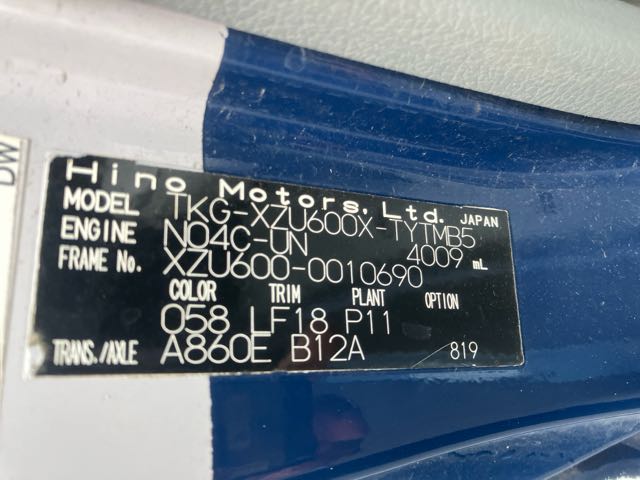 DW
Hino Motors, Ltd. JAPAN
MODEL TKG-XZU600X-TYTMB5
ENGINE N04C-UN 4009 mL
FRAME No. XZU600-0010690
COLOR TRIM PLANT OPTION
058 LF18 P11
TRANS./AXLE A860E B12A 819